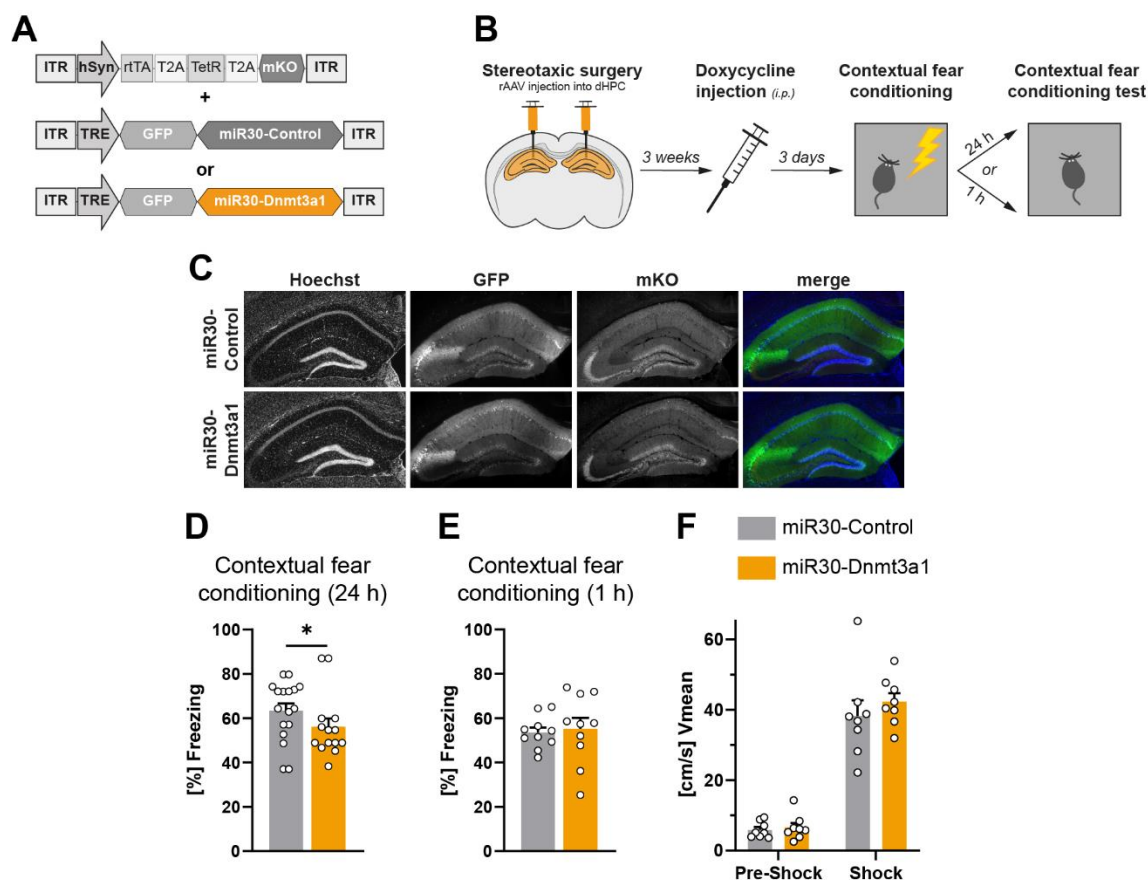 A
ITR hSyn rtTA T2A TetR T2A mKO ITR
+
ITR TRE GFP miR30-Control ITR
or
ITR TRE GFP miR30-Dnmt3a1 ITR
B
Stereotaxic surgery
rAAV injection into dHPC
3 weeks
Doxycycline
injection (i.p.)
3 days
Contextual fear
conditioning
24 h
or
1 h
Contextual fear
conditioning test
C
Hoechst GFP mKO merge
miR30-
Control
miR30-
Dnmt3a1
D
Contextual fear
conditioning (24 h)
[%] Freezing
100
80
60
40
20
0
*
E
Contextual fear
conditioning (1 h)
[%] Freezing
100
80
60
40
20
0
F
miR30-Control
miR30-Dnmt3a1
[cm/s] Vmean
60
40
20
0
Pre-Shock Shock